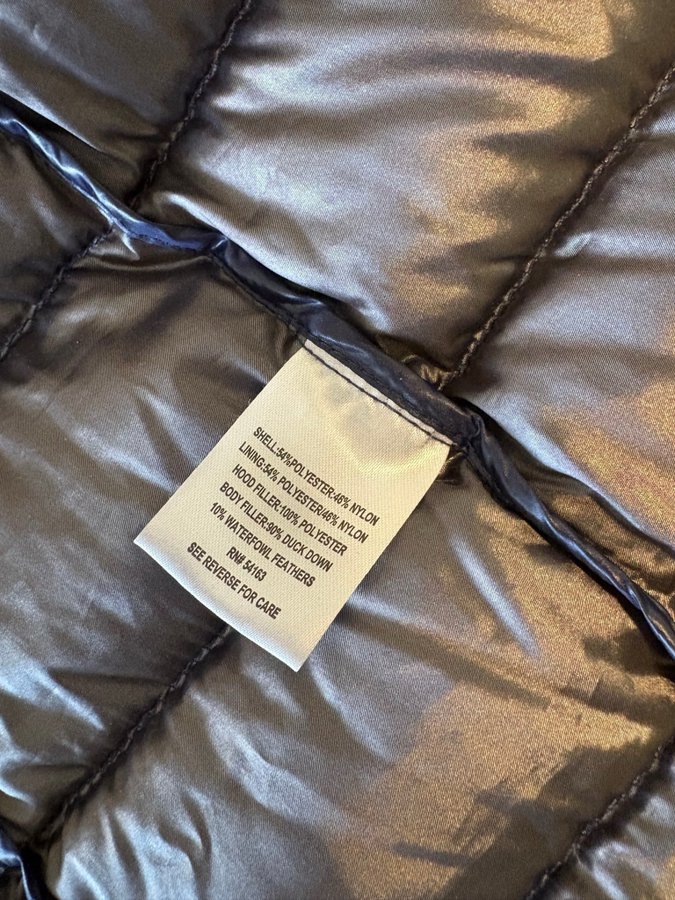 SHELL:54%POLYESTER-46% NYLON
LINING:54% POLYESTER/46% NYLON
HOOD FILLER:100% POLYESTER
BODY FILLER:90% DUCK DOWN
10% WATERFOWL FEATHERS
RN# 54163
SEE REVERSE FOR CARE